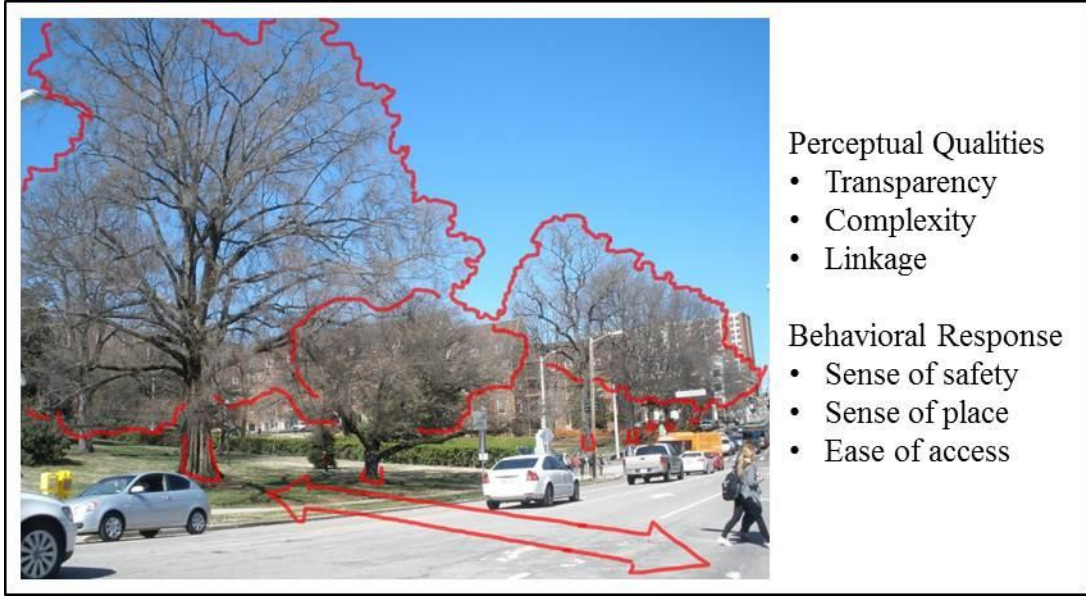 Perceptual Qualities
• Transparency
• Complexity
• Linkage
Behavioral Response
• Sense of safety
• Sense of place
• Ease of access